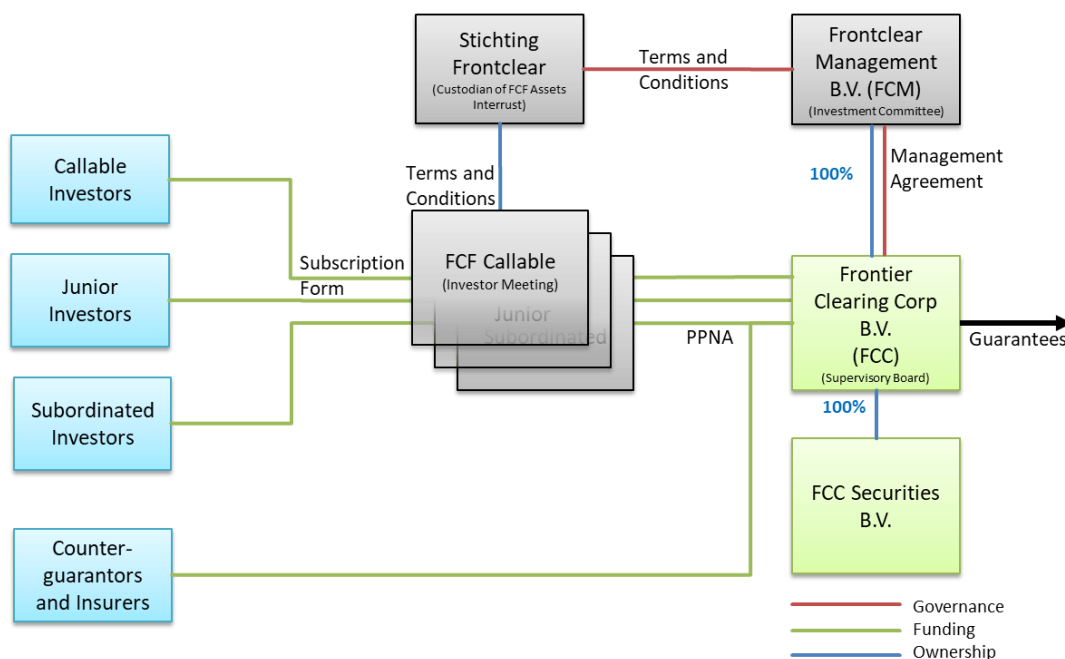 Stichting
Frontclear
(Custodian of FCF Assets
Interrust)
Terms and
Conditions
Frontclear
Management
B.V. (FCM)
(Investment Committee)
Callable
Investors
Terms and
Conditions
100%
Management
Agreement
Junior
Investors
Subscription
Form
FCF Callable
(Investor Meeting)
Junior
Subordinated
PPNA
Frontier
Clearing Corp
B.V.
(FCC)
(Supervisory Board)
Guarantees
Subordinated
Investors
100%
FCC Securities
B.V.
Counter-
guarantors
and Insurers
Governance
Funding
Ownership